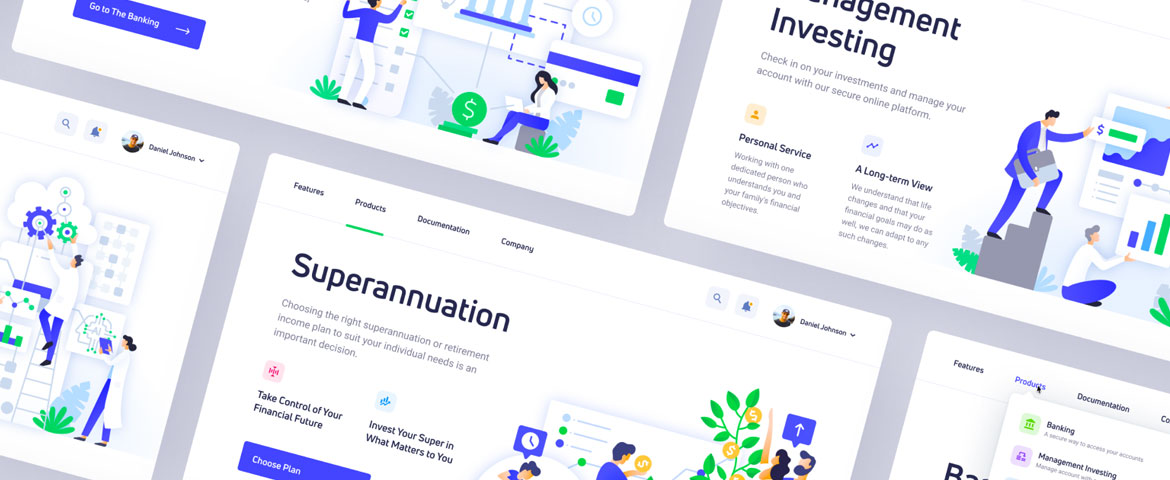 Go to The Banking
$
Management
Investing
Check in on your investments and manage your
account with our secure online platform.
$
Personal Service
Working with one
dedicated person who
understands you and
your family's financial
objectives.
A Long-term View
We understand that life
changes and that your
financial goals may do as
well, we can adapt to any
such changes.
Daniel Johnson
Features
Products
Documentation
Company
Daniel Johnson
Superannuation
Choosing the right superannuation or retirement
income plan to suit your individual needs is an
important decision.
Take Control of Your
Financial Future
Invest Your Super in
What Matters to You
Choose Plan
$
$
$
Features
Products
Documentation
Co
Banking
A secure way to access your accounts
Management Investing
Manage account with
Ba